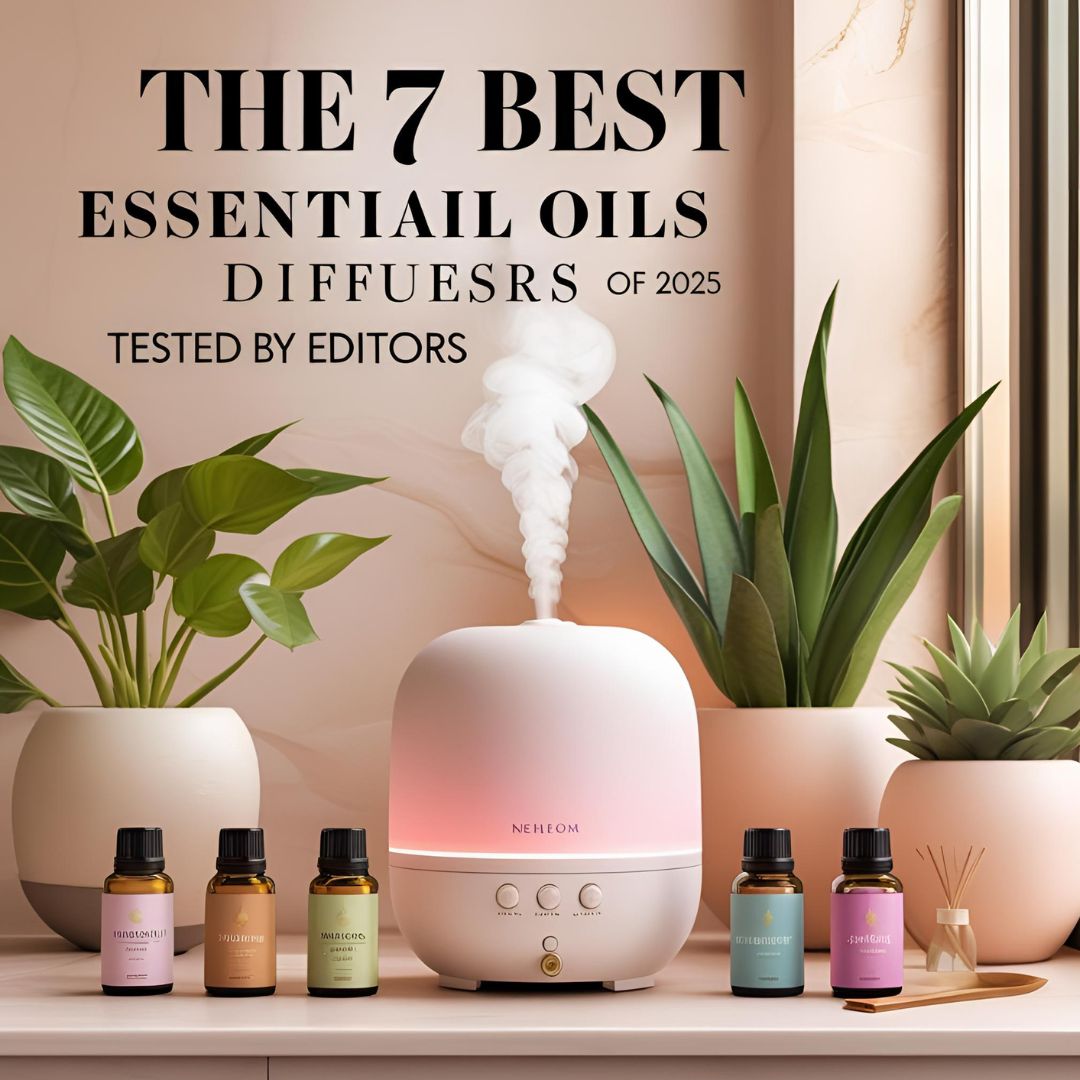 THE 7 BEST
ESSENTIAIL OILS
DIFFUESRS OF 2025
TESTED BY EDITORS
NEHEOM